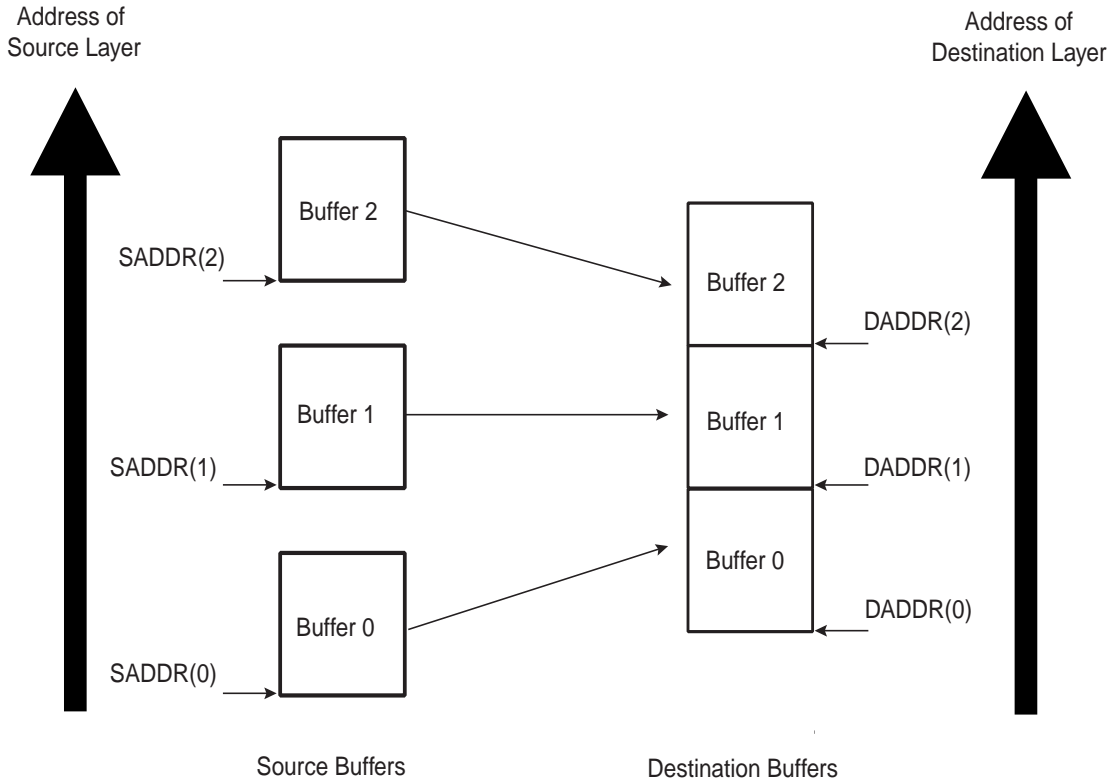 Address of
Source Layer
Address of
Destination Layer
Buffer 2
SADDR(2)
Buffer 2
DADDR(2)
Buffer 1
Buffer 1
SADDR(1)
DADDR(1)
Buffer 0
DADDR(0)
Buffer 0
SADDR(0)
Source Buffers
Destination Buffers